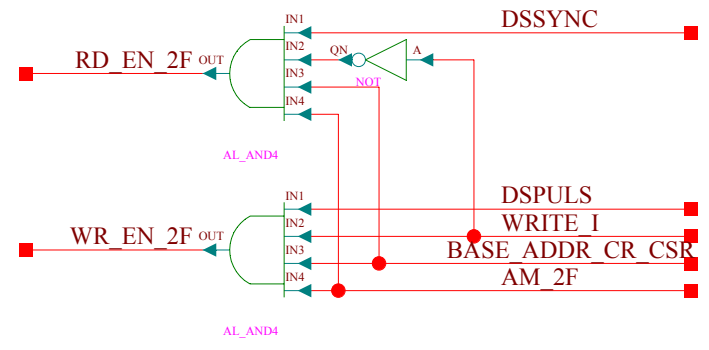 DSSYNC
IN1
IN2
QN
A
RD_EN_2F
OUT
IN3
NOT
IN4
AL_AND4
IN1
DSPULS
IN2
WRITE_I
WR_EN_2F
OUT
IN3
BASE_ADDR_CR_CSR
IN4
AM_2F
AL_AND4